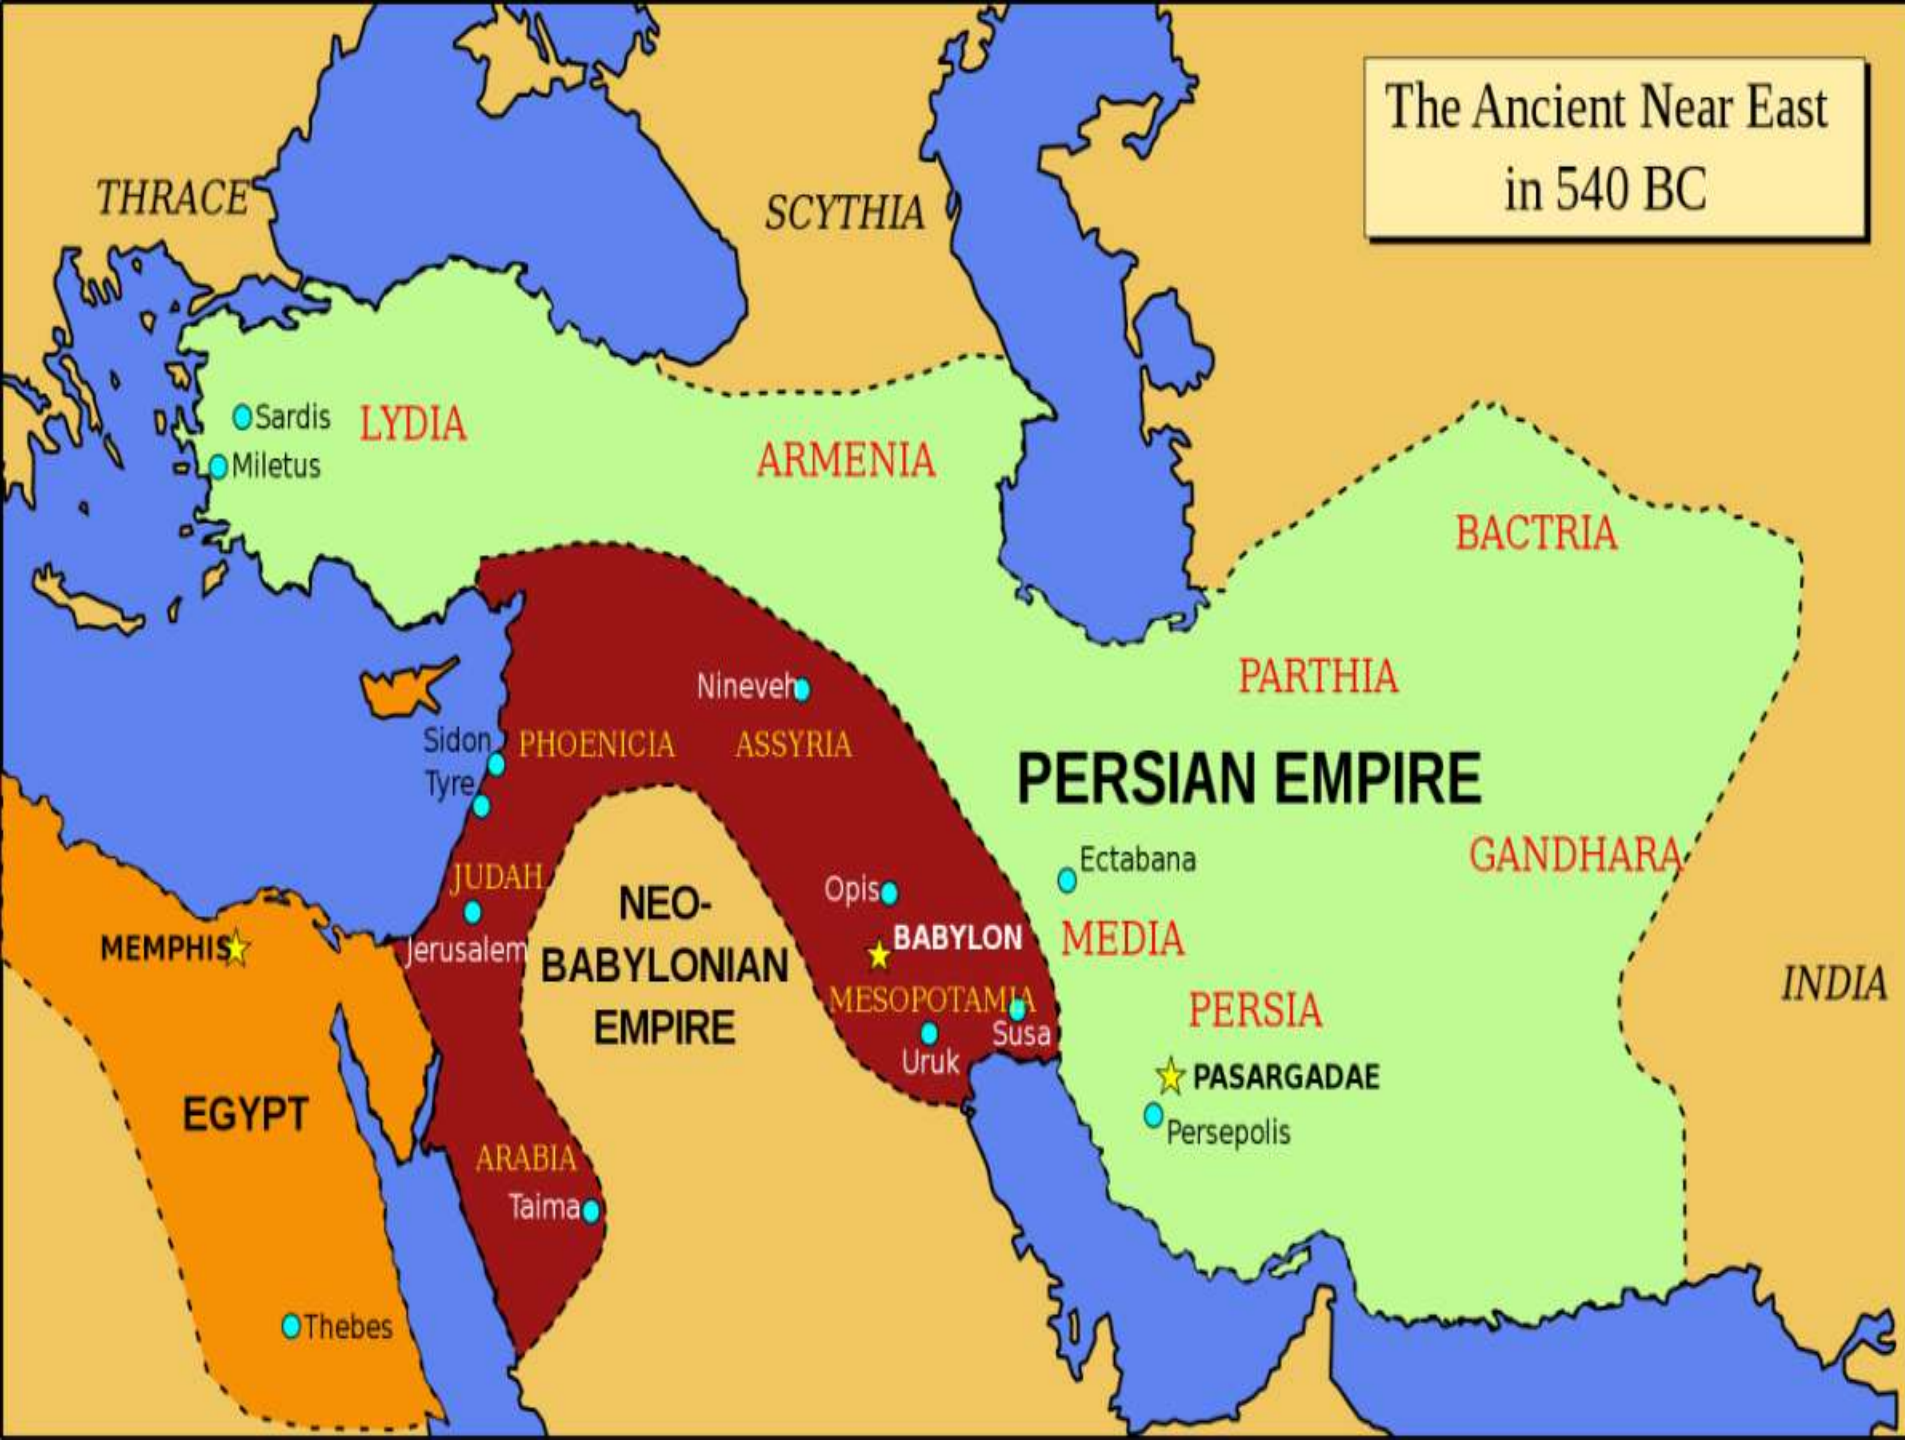 The Ancient Near East
in 540 BC
THRACE
SCYTHIA
Sardis
LYDIA
Miletus
ARMENIA
BACTRIA
PARTHIA
Nineveh
Sidon
PHOENICIA
ASSYRIA
Tyre
PERSIAN EMPIRE
Ectabana
GANDHARA
JUDAH
Opis
NEO-
BABYLONIAN
EMPIRE
BABYLON
MEDIA
MEMPHIS
Jerusalem
INDIA
MESOPOTAMIA
PERSIA
Susa
Uruk
PASARGADAE
EGYPT
Persepolis
ARABIA
Taima
Thebes